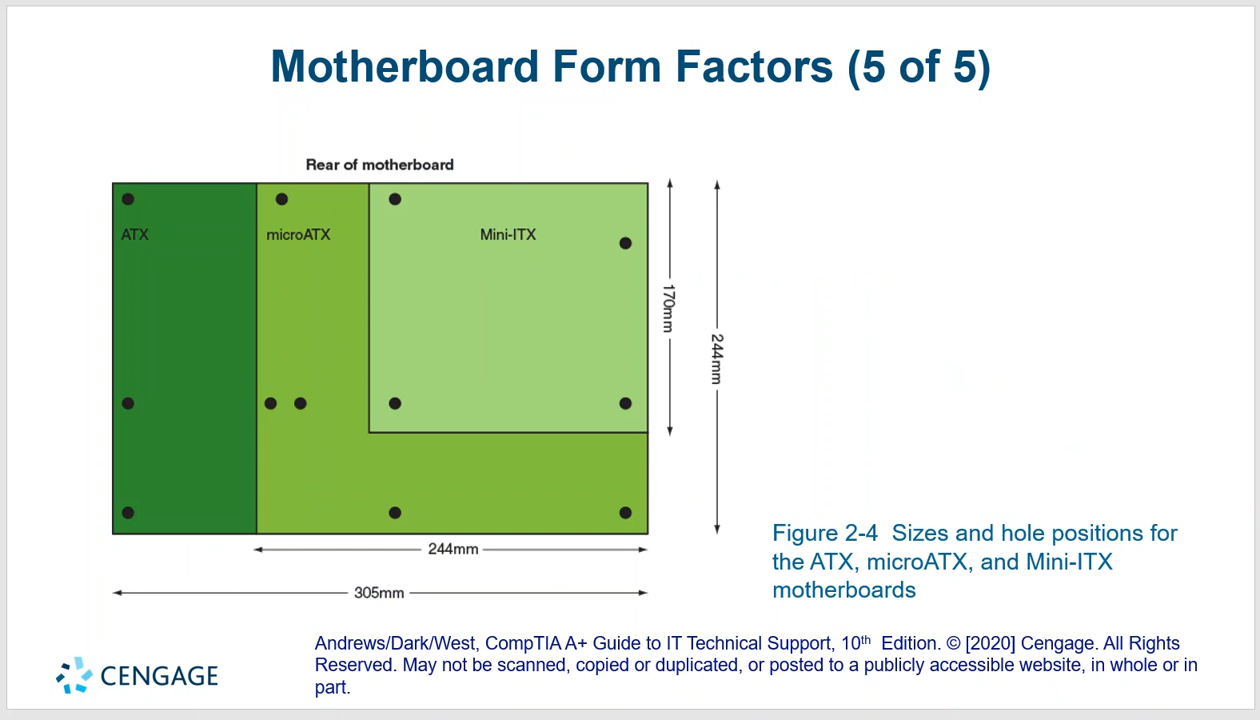 Motherboard Form Factors (5 of 5)
Rear of motherboard
ATX
microATX
Mini-ITX
170mm
244mm
244mm
305mm
Figure 2-4 Sizes and hole positions for
the ATX, microATX, and Mini-ITX
motherboards
CENGAGE
Andrews/Dark/West, CompTIA A+ Guide to IT Technical Support, 10th Edition. © [2020] Cengage. All Rights
Reserved. May not be scanned, copied or duplicated, or posted to a publicly accessible website, in whole or in
part.